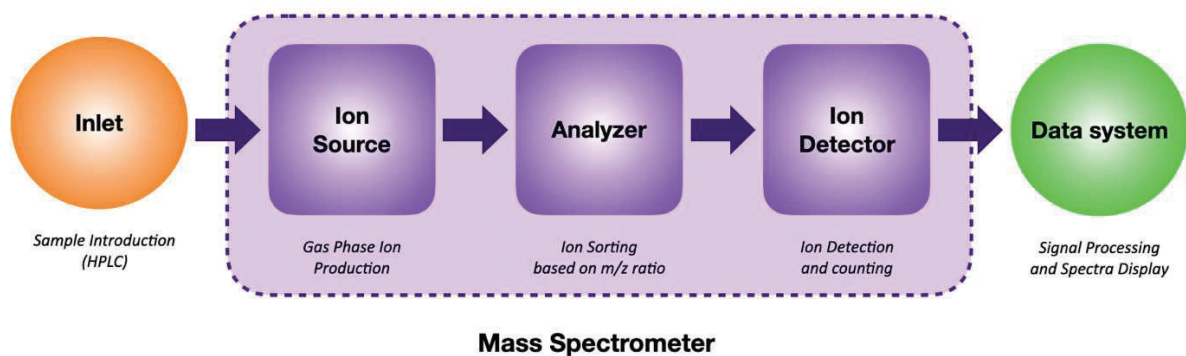 Inlet
Ion
Source
Analyzer
Ion
Detector
Data system
Sample Introduction
(HPLC)
Gas Phase Ion
Production
Ion Sorting
based on m/z ratio
Ion Detection
and counting
Signal Processing
and Spectra Display
Mass Spectrometer